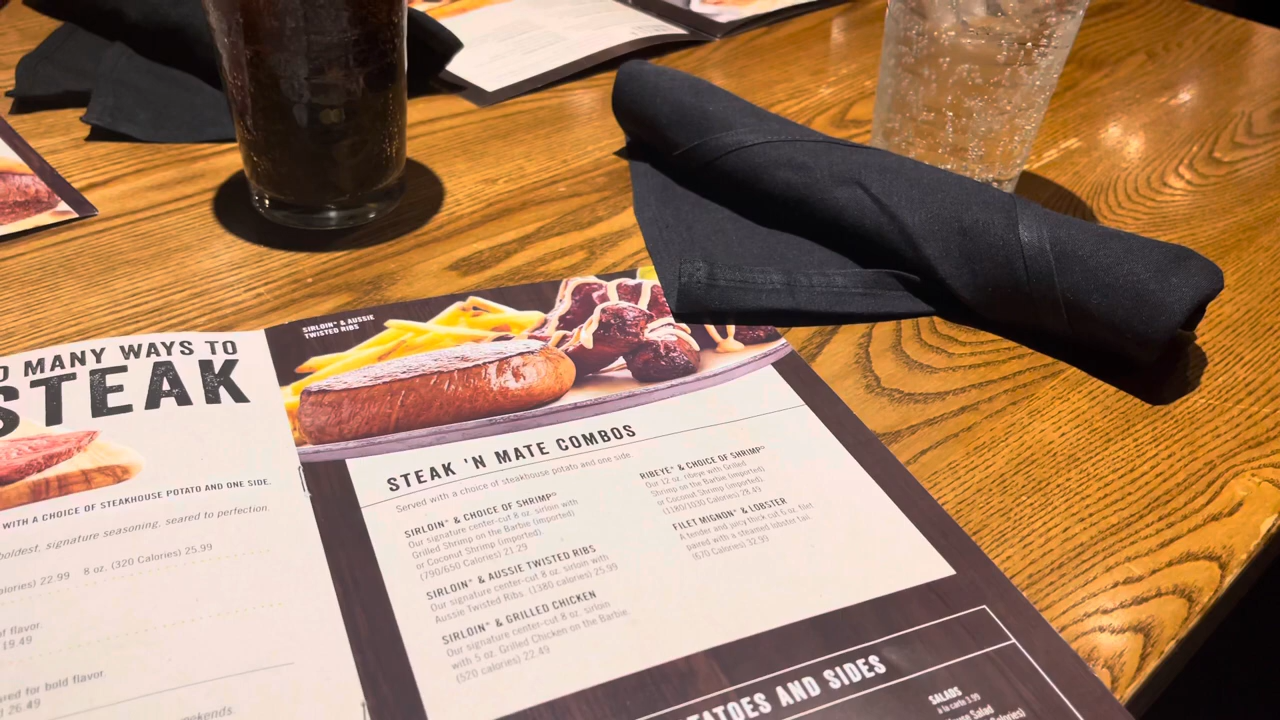 O MANY WAYS TO
STEAK
WITH A CHOICE OF STEAKHOUSE POTATO AND ONE SIDE.
boldest, signature seasoning, seared to perfection.
Calories) 22.99 8 oz. (320 Calories) 25.99
of flavor.
19.49
for bold flavor.
26.49
SIRLOIN* & AUSSIE
TWISTED RIBS
STEAK 'N MATE COMBOS
Served with a choice of steakhouse potato and one side.
SIRLOIN* & CHOICE OF SHRIMP°
Our signature center-cut 8 oz. sirloin with
Grilled Shrimp on the Barbie (imported)
or Coconut Shrimp (imported).
(790/650 Calories) 21.29
SIRLOIN* & AUSSIE TWISTED RIBS
Our signature center-cut 8 oz. sirloin with
Aussie Twisted Ribs. (1380 calories) 25.99
SIRLOIN* & GRILLED CHICKEN
Our signature center-cut 8 oz. sirloin
with 5 oz. Grilled Chicken on the Barbie.
(520 calories) 22.49
RIBEYE* & CHOICE OF SHRIMP°
Our 12 oz. ribeye with Grilled
Shrimp on the Barbie (imported)
or Coconut Shrimp (imported).
(1180/1030 Calories) 28.49
FILET MIGNON* & LOBSTER
A tender and juicy thick cut 6 oz. filet
paired with a steamed lobster tail.
(670 Calories) 32.99
TATOES AND SIDES
SALADS
à la carte 3.99
House Salad
Calories)